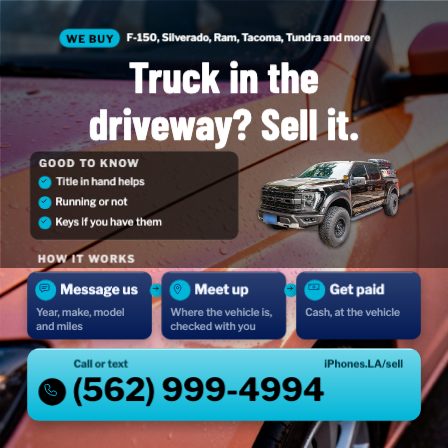 WE BUY F-150, Silverado, Ram, Tacoma, Tundra and more
Truck in the
driveway? Sell it.
GOOD TO KNOW
Title in hand helps
Running or not
Keys if you have them
HOW IT WORKS
Message us
Year, make, model
and miles
Meet up
Where the vehicle is,
checked with you
Get paid
Cash, at the vehicle
Call or text
iPhones.LA/sell
(562) 999-4994